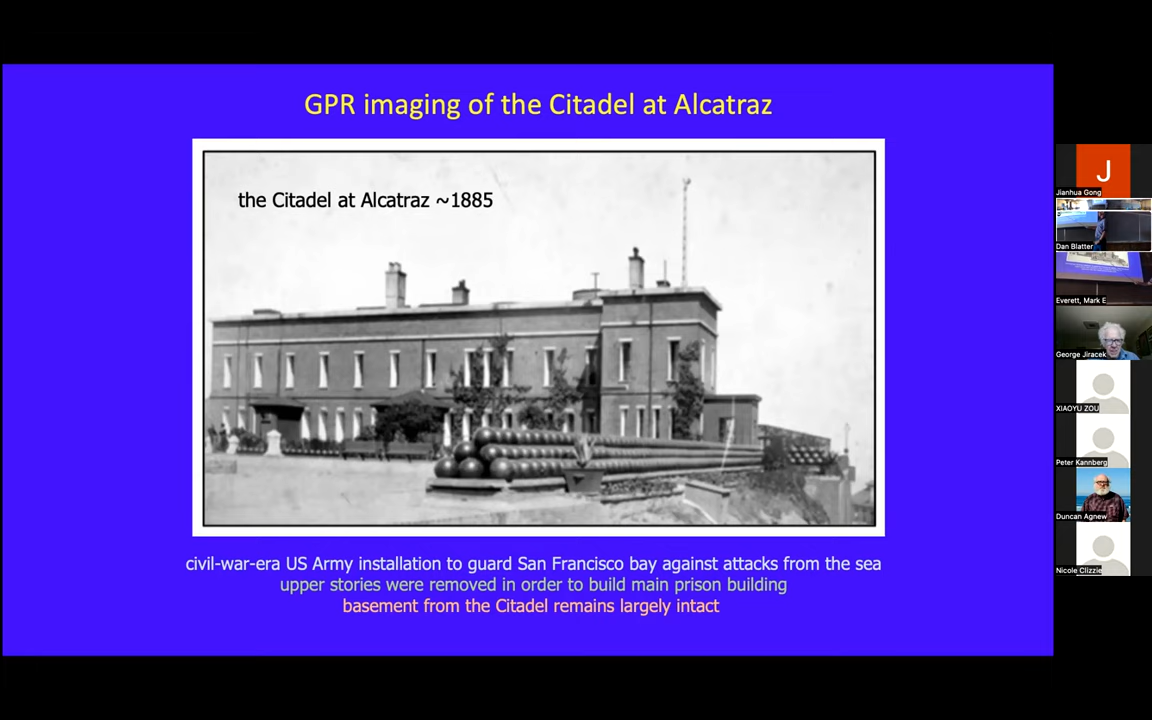 GPR imaging of the Citadel at Alcatraz
the Citadel at Alcatraz ~1885
civil-war-era US Army installation to guard San Francisco bay against attacks from the sea
upper stories were removed in order to build main prison building
basement from the Citadel remains largely intact
J
Jianhua Gong
Dan Blatter
Everett, Mark E
George Jiracek
XIAOYU ZOU
Peter Kannberg
Duncan Agnew
Nicole Clizzie